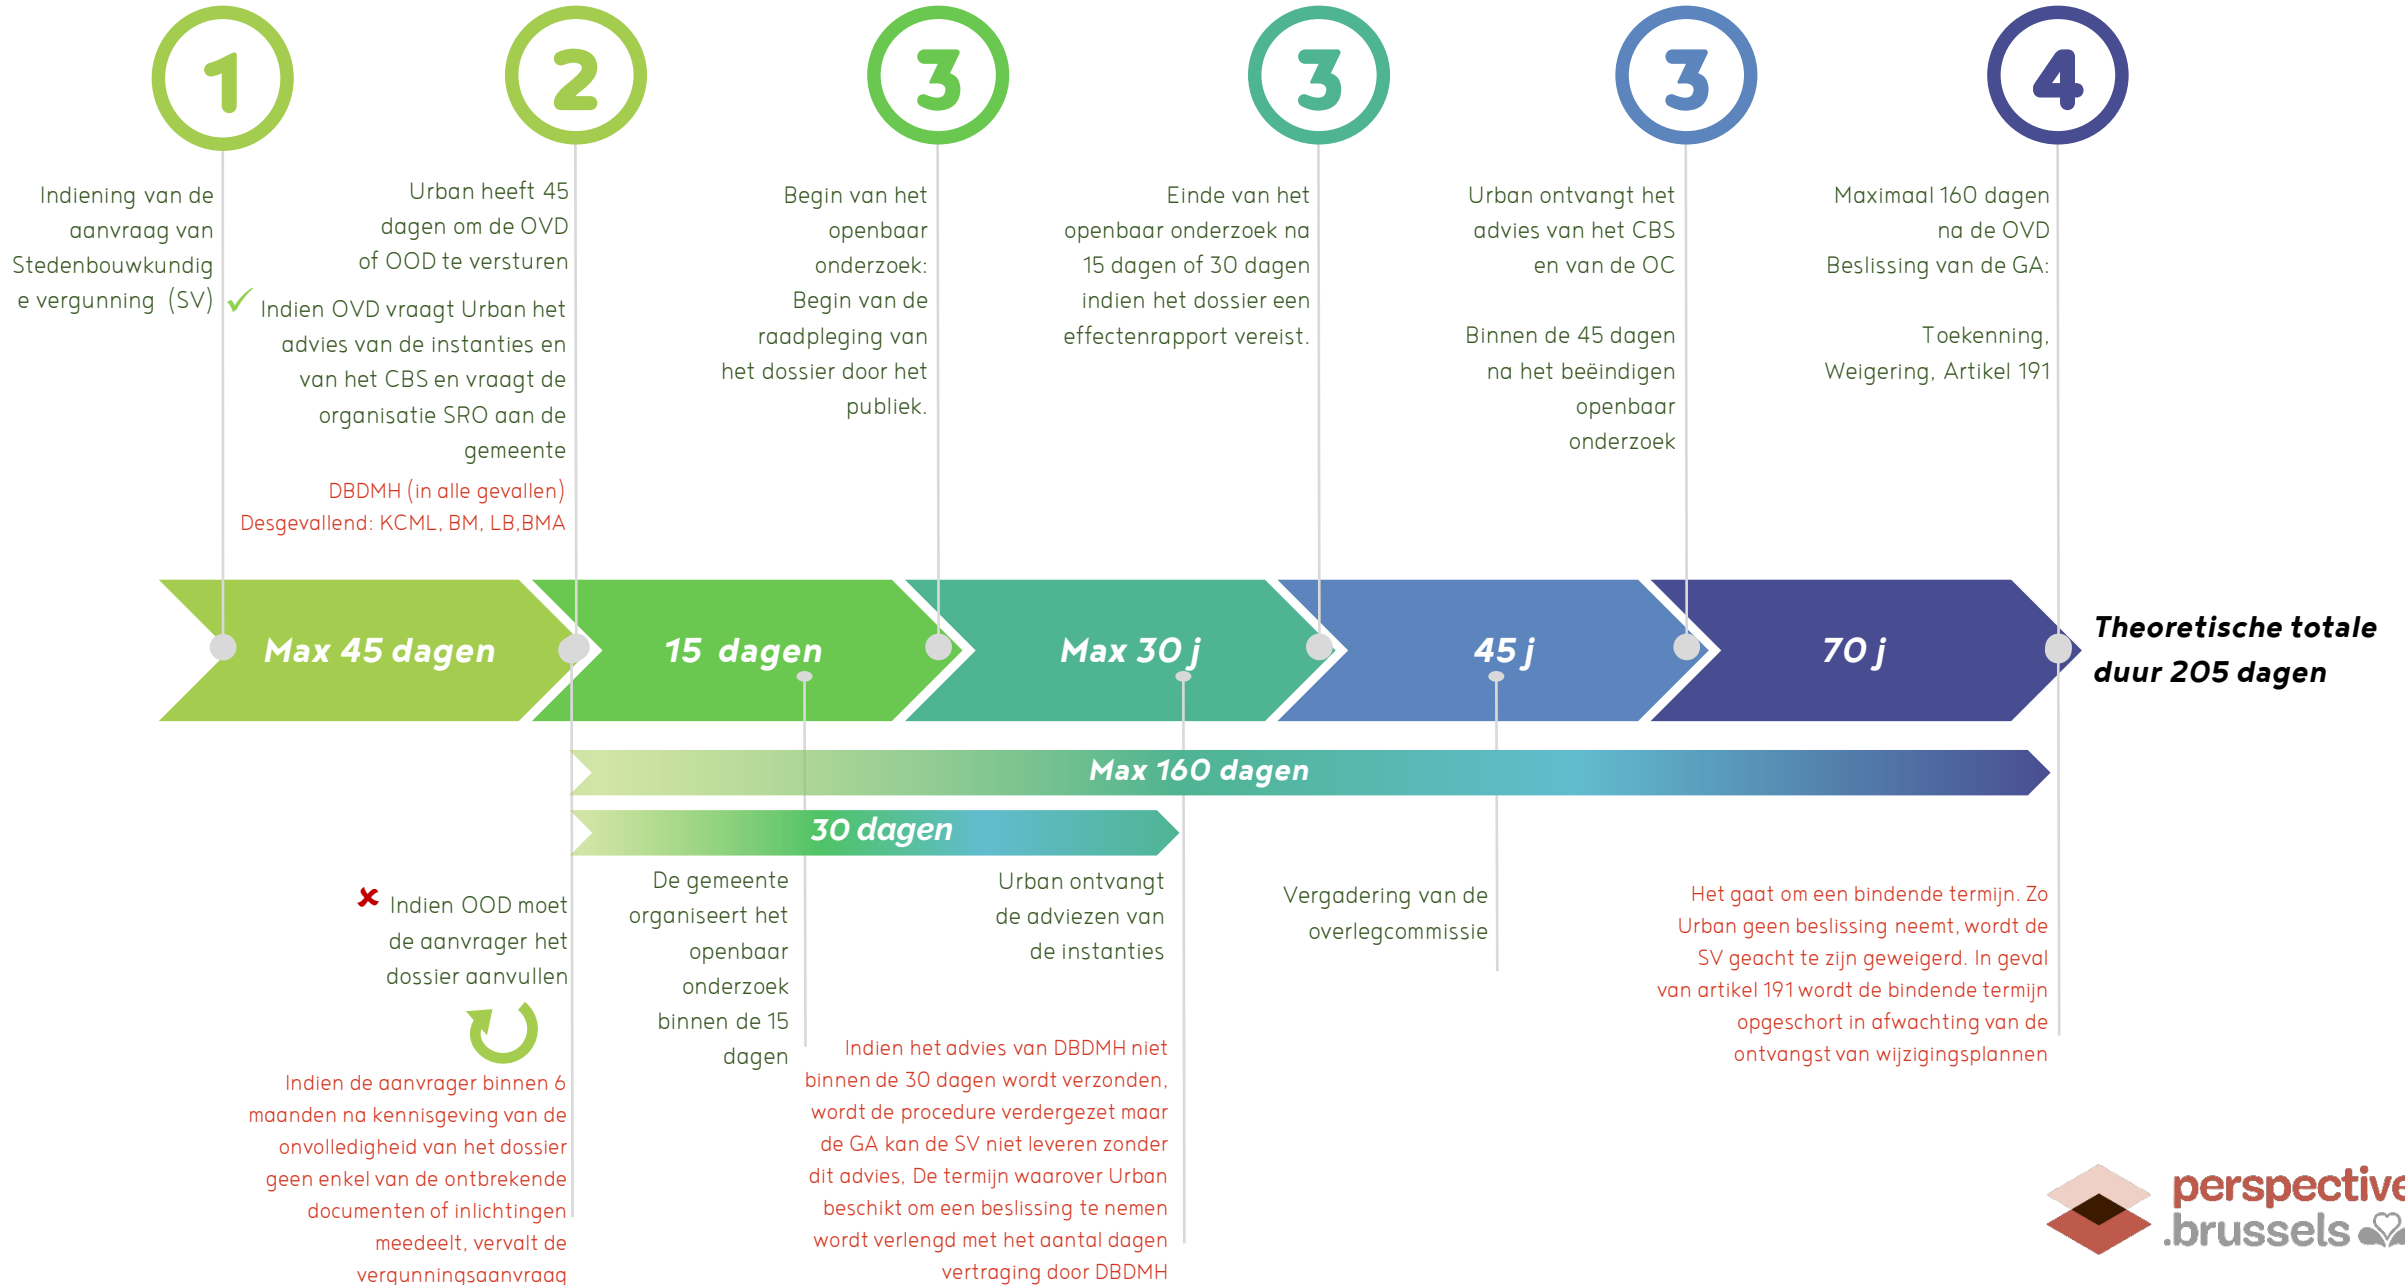 1
2
3
3
3
4
Indiening van de
aanvraag van
Stedenbouwkundig
e vergunning (SV)
Urban heeft 45
dagen om de OVD
of OOD te versturen
Indien OVD vraagt Urban het
advies van de instanties en
van het CBS en vraagt de
organisatie SRO aan de
gemeente
DBDMH (in alle gevallen)
Desgevallend: KCML, BM, LB,BMA
Begin van het
openbaar
onderzoek:
Begin van de
raadpleging van
het dossier door het
publiek.
Einde van het
openbaar onderzoek na
15 dagen of 30 dagen
indien het dossier een
effectenrapport vereist.
Urban ontvangt het
advies van het CBS
en van de OC
Binnen de 45 dagen
na het beëindigen
openbaar
onderzoek
Maximaal 160 dagen
na de OVD
Beslissing van de GA:
Toekenning,
Weigering, Artikel 191
Max 45 dagen
15 dagen
Max 30 j
45 j
70 j
Theoretische totale
duur 205 dagen
Max 160 dagen
30 dagen
Indien OOD moet
de aanvrager het
dossier aanvullen
Indien de aanvrager binnen 6
maanden na kennisgeving van de
onvolledigheid van het dossier
geen enkel van de ontbrekende
documenten of inlichtingen
meedeelt, vervalt de
vergunningsaanvraag
De gemeente
organiseert het
openbaar
onderzoek
binnen de 15
dagen
Urban ontvangt
de adviezen van
de instanties
Indien het advies van DBDMH niet
binnen de 30 dagen wordt verzonden,
wordt de procedure verdergezet maar
de GA kan de SV niet leveren zonder
dit advies, De termijn waarover Urban
beschikt om een beslissing te nemen
wordt verlengd met het aantal dagen
vertraging door DBDMH
Vergadering van de
overlegcommissie
Het gaat om een bindende termijn. Zo
Urban geen beslissing neemt, wordt de
SV geacht te zijn geweigerd. In geval
van artikel 191 wordt de bindende termijn
opgeschort in afwachting van de
ontvangst van wijzigingsplannen
perspective
.brussels